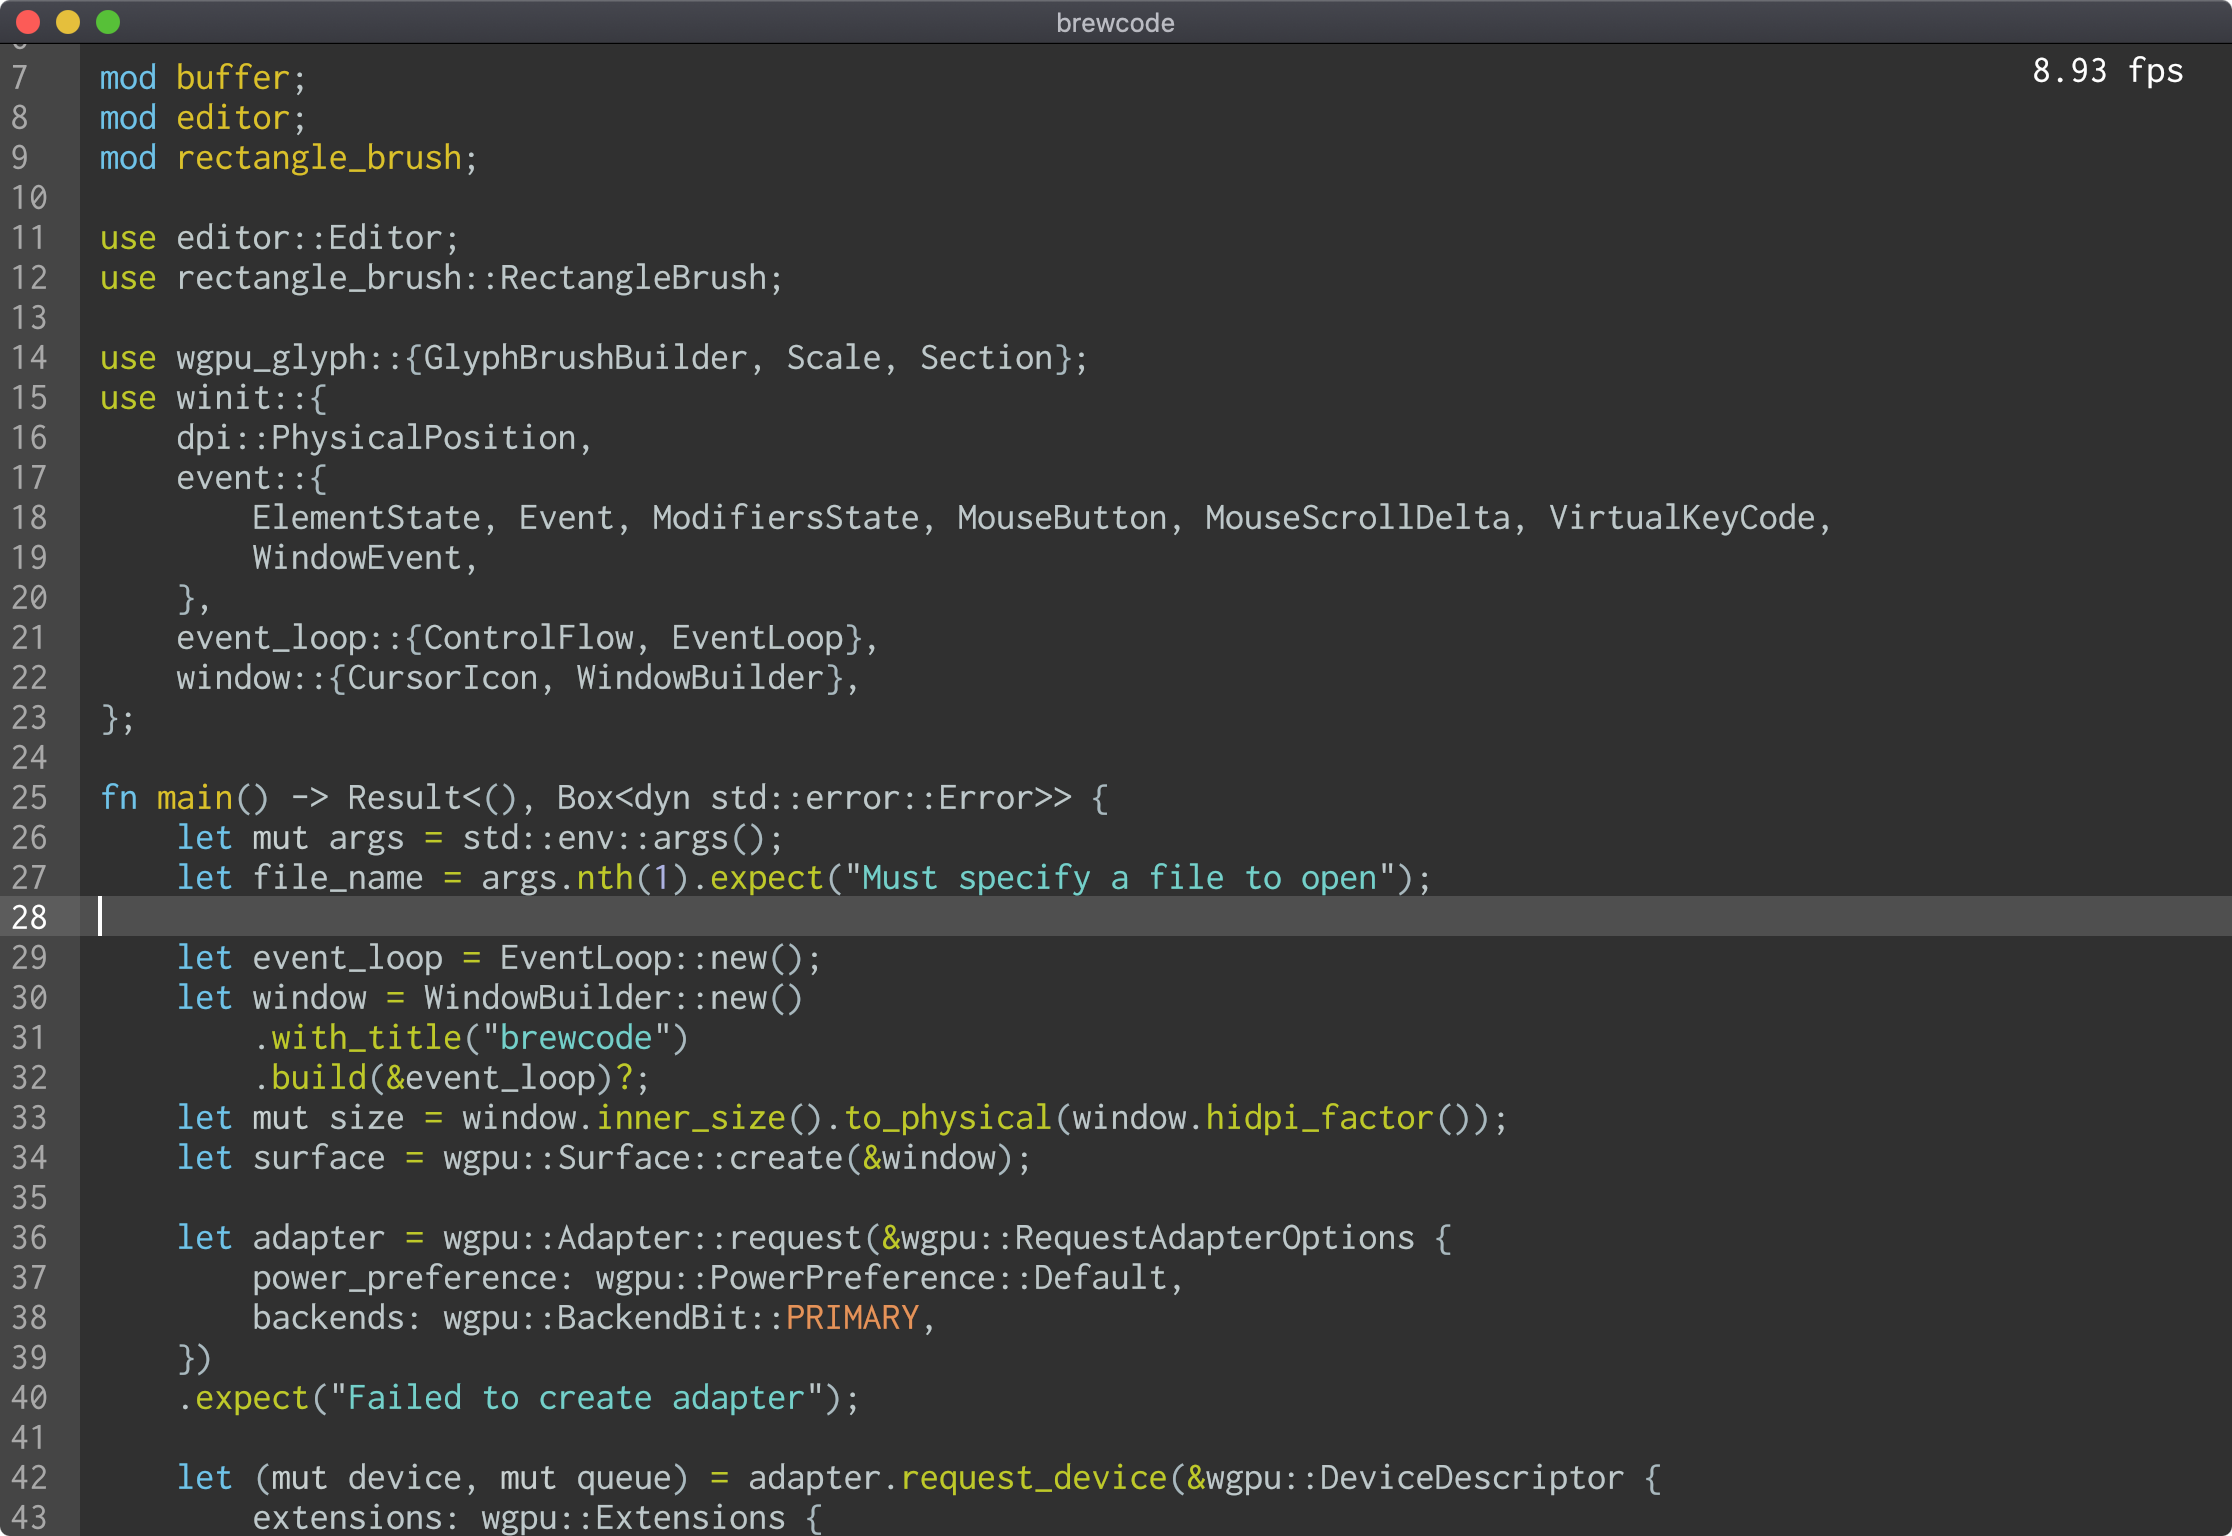 brewcode
8.93 fps
7 mod buffer;
8 mod editor;
9 mod rectangle_brush;
10
11 use editor::Editor;
12 use rectangle_brush::RectangleBrush;
13
14 use wgpu_glyph::{GlyphBrushBuilder, Scale, Section};
15 use winit::{
16     dpi::PhysicalPosition,
17     event::{
18         ElementState, Event, ModifiersState, MouseButton, MouseScrollDelta, VirtualKeyCode,
19         WindowEvent,
20     },
21     event_loop::{ControlFlow, EventLoop},
22     window::{CursorIcon, WindowBuilder},
23 };
24
25 fn main() -> Result<(), Box<dyn std::error::Error>> {
26     let mut args = std::env::args();
27     let file_name = args.nth(1).expect("Must specify a file to open");
28
29     let event_loop = EventLoop::new();
30     let window = WindowBuilder::new()
31         .with_title("brewcode")
32         .build(&event_loop)?;
33     let mut size = window.inner_size().to_physical(window.hidpi_factor());
34     let surface = wgpu::Surface::create(&window);
35
36     let adapter = wgpu::Adapter::request(&wgpu::RequestAdapterOptions {
37         power_preference: wgpu::PowerPreference::Default,
38         backends: wgpu::BackendBit::PRIMARY,
39     })
40     .expect("Failed to create adapter");
41
42     let (mut device, mut queue) = adapter.request_device(&wgpu::DeviceDescriptor {
43         extensions: wgpu::Extensions {